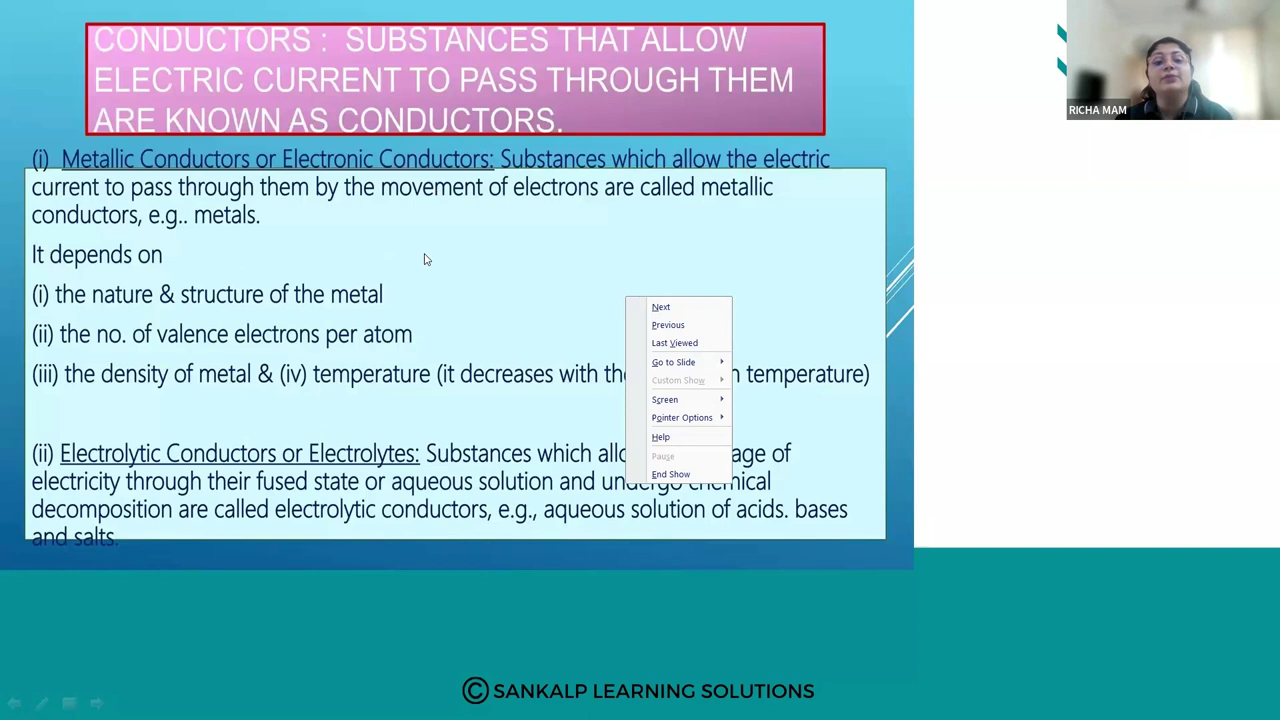 CONDUCTORS : SUBSTANCES THAT ALLOW
ELECTRIC CURRENT TO PASS THROUGH THEM
ARE KNOWN AS CONDUCTORS.
RICHA MAM
(i) Metallic Conductors or Electronic Conductors: Substances which allow the electric
current to pass through them by the movement of electrons are called metallic
conductors, e.g.. metals.
It depends on
(i) the nature & structure of the metal
(ii) the no. of valence electrons per atom
(iii) the density of metal & (iv) temperature (it decreases with temperature)
(ii) Electrolytic Conductors or Electrolytes: Substances which of
electricity through their fused state or aqueous solution and undergo chemical
decomposition are called electrolytic conductors, e.g., aqueous solution of acids. bases
and salts.
Next
Previous
Last Viewed
Go to Slide
Custom Show
Screen
Pointer Options
Help
Pause
End Show
© SANKALP LEARNING SOLUTIONS